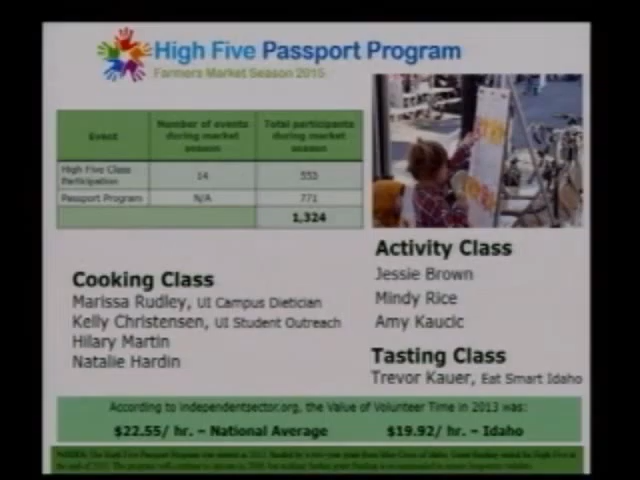 High Five Passport Program
Farmers Market Season 2015
Event
Number of events during market season
Total participants during market season
High Five Class Participation
14
553
Passport Program
N/A
771
1,324
Cooking Class
Marissa Rudley, UI Campus Dietician
Kelly Christensen, UI Student Outreach
Hilary Martin
Natalie Hardin
Activity Class
Jessie Brown
Mindy Rice
Amy Kaucic
Tasting Class
Trevor Kauer, Eat Smart Idaho
According to independentsector.org, the Value of Volunteer Time in 2013 was:
$22.55/ hr. – National Average
$19.92/ hr. – Idaho